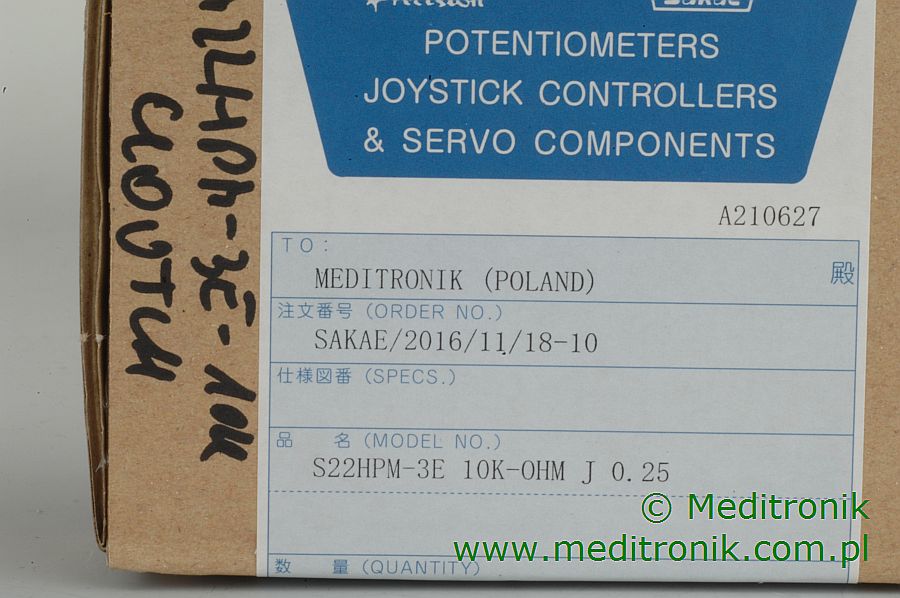 Precision
Sakae
POTENTIOMETERS
JOYSTICK CONTROLLERS
& SERVO COMPONENTS
A210627
TO:
MEDITRONIK (POLAND)
殿
注文番号 (ORDER NO.)
SAKAE/2016/11/18-10
仕様図番 (SPECS.)
品 名 (MODEL NO.)
S22HPM-3E 10K-OHM J 0.25
数 量 (QUANTITY)
© Meditronik
www.meditronik.com.pl